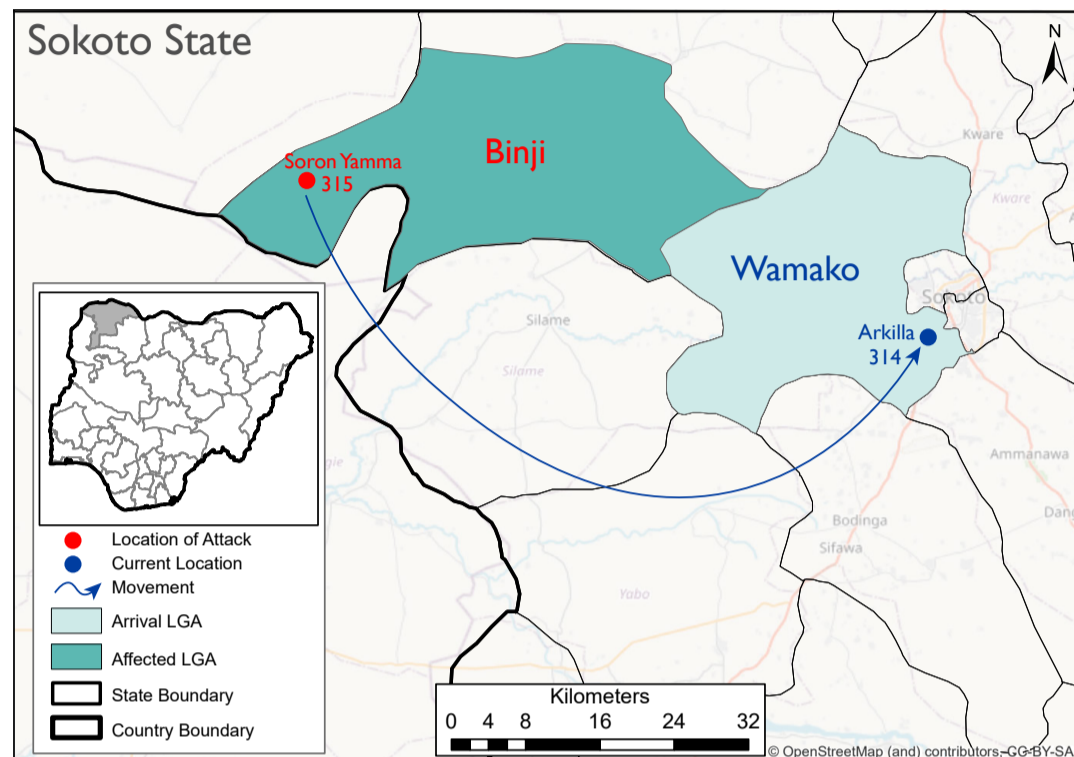 Sokoto State
N
Kware
Kware
Binji
Soron Yamma
315
Wamako
Sokoto
Silame
Silame
Arkilla
314
Ammanawa
Bodinga
Sifawa
Yabo
Location of Attack
Current Location
Movement
Arrival LGA
Affected LGA
State Boundary
Country Boundary
Kilometers
0 4 8 16 24 32
© OpenStreetMap (and) contributors, CC-BY-SA